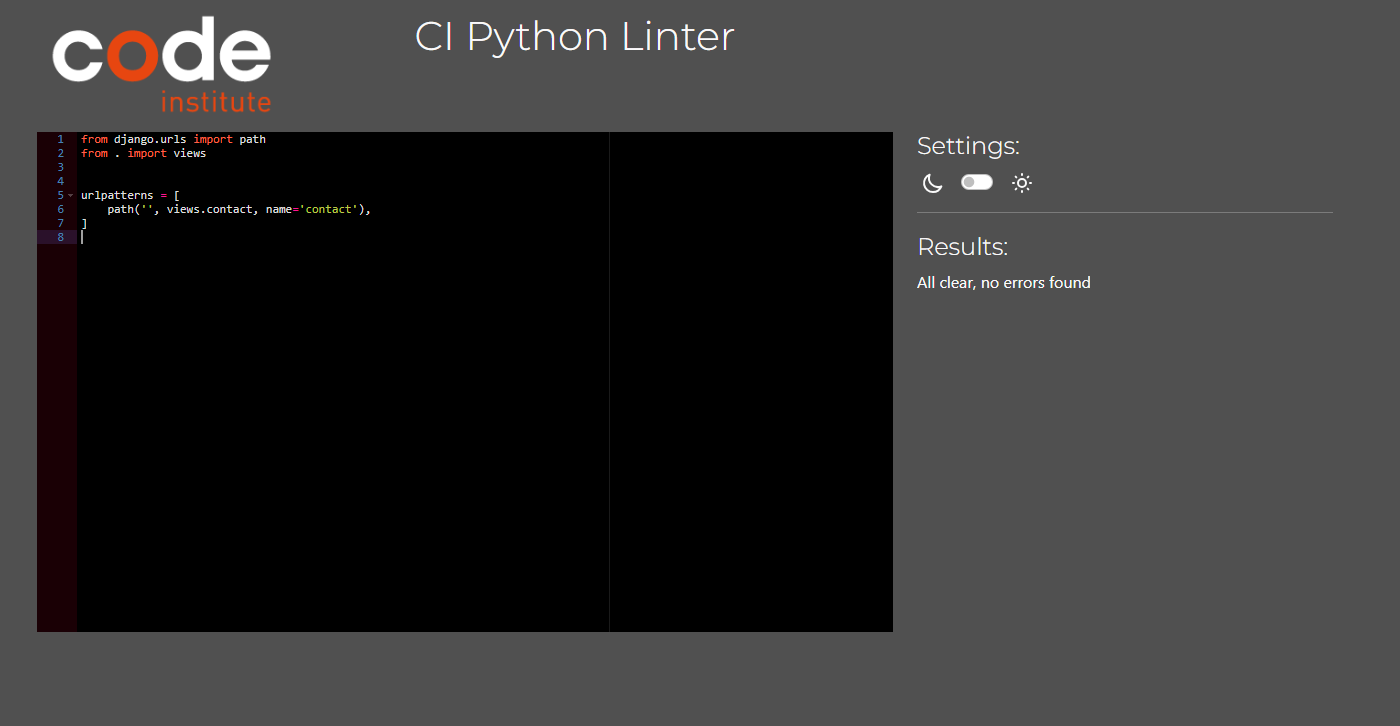 code
institute
CI Python Linter
1 from django.urls import path
2 from . import views
3
4
5 urlpatterns = [
6     path('', views.contact, name='contact'),
7 ]
8
Settings:
Results:
All clear, no errors found